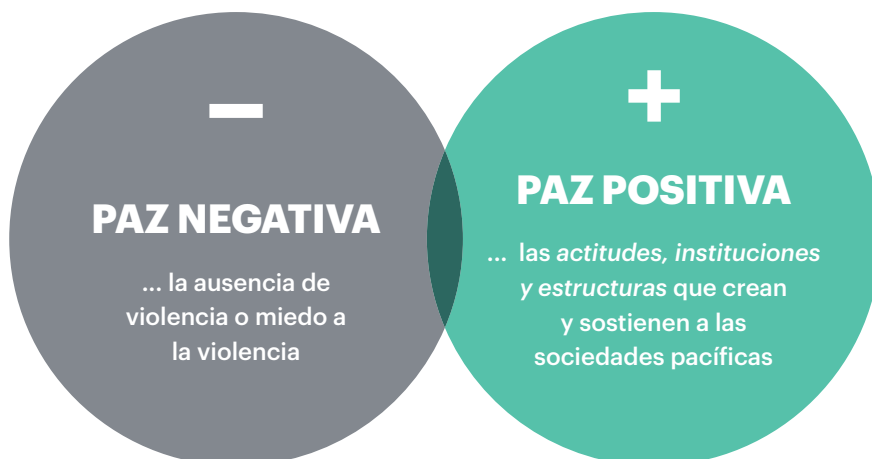 PAZ NEGATIVA
... la ausencia de
violencia o miedo a
la violencia
PAZ POSITIVA
... las actitudes, instituciones
y estructuras que crean
y sostienen a las
sociedades pacíficas